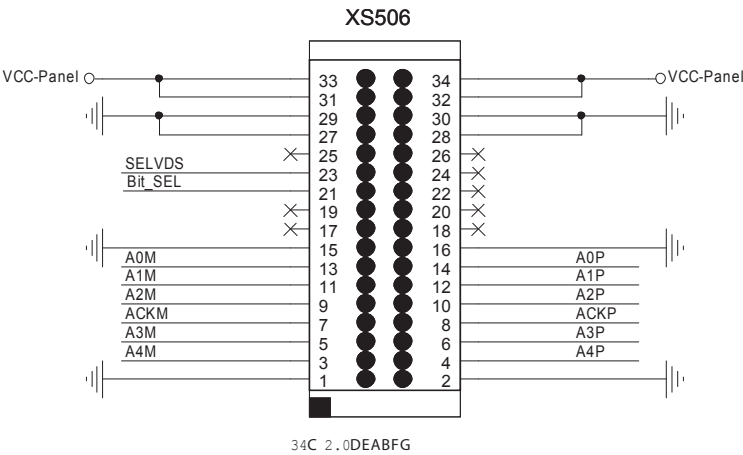 XS506
VCC-Panel 33 34 VCC-Panel
31 32
29 30
27 28
25 26
SELVDS 23 24
Bit_SEL 21 22
19 20
17 18
15 16
A0M 13 14 A0P
A1M 11 12 A1P
A2M 9 10 A2P
ACKM 7 8 ACKP
A3M 5 6 A3P
A4M 3 4 A4P
1 2
34C 2.0DEABFG